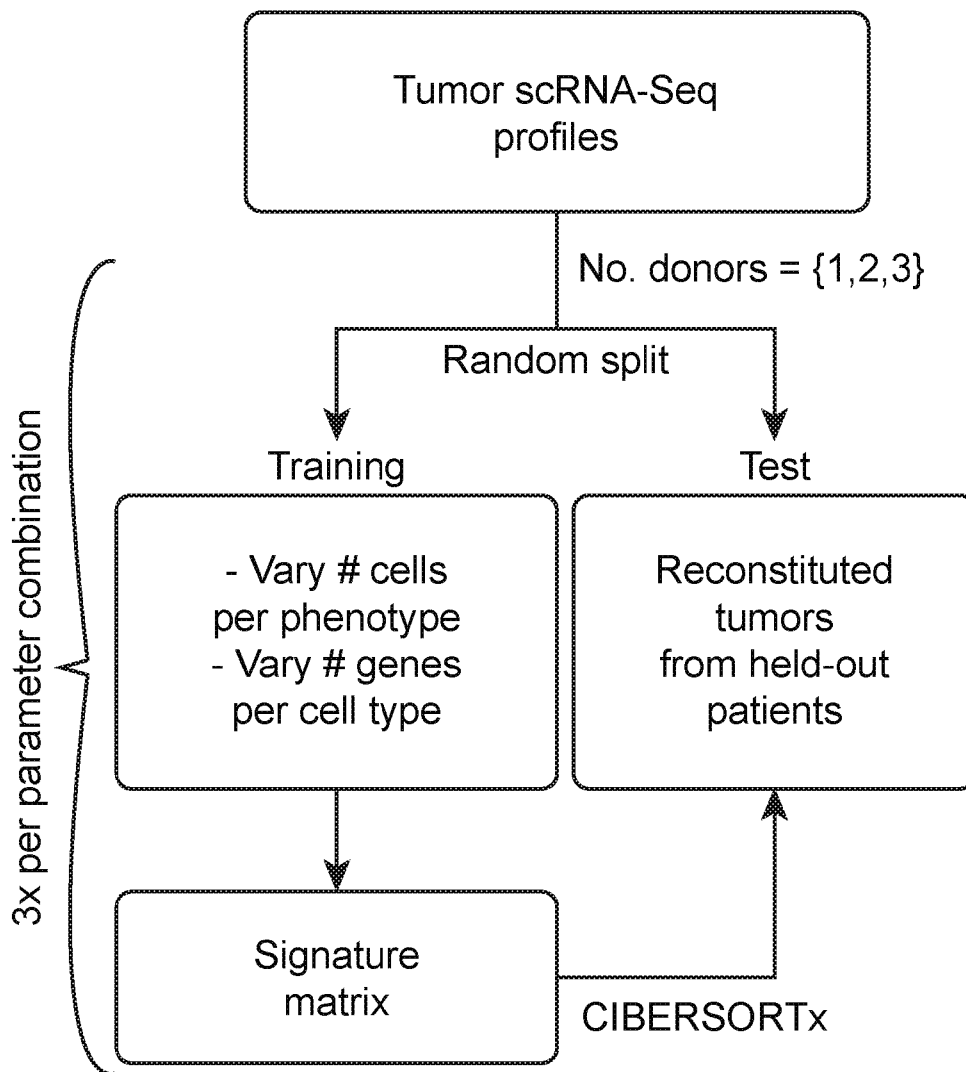 Tumor scRNA-Seq
profiles
No. donors = {1,2,3}
Random split
Training
- Vary # cells
per phenotype
- Vary # genes
per cell type
Test
Reconstituted
tumors
from held-out
patients
Signature
matrix
CIBERSORTx
3x per parameter combination